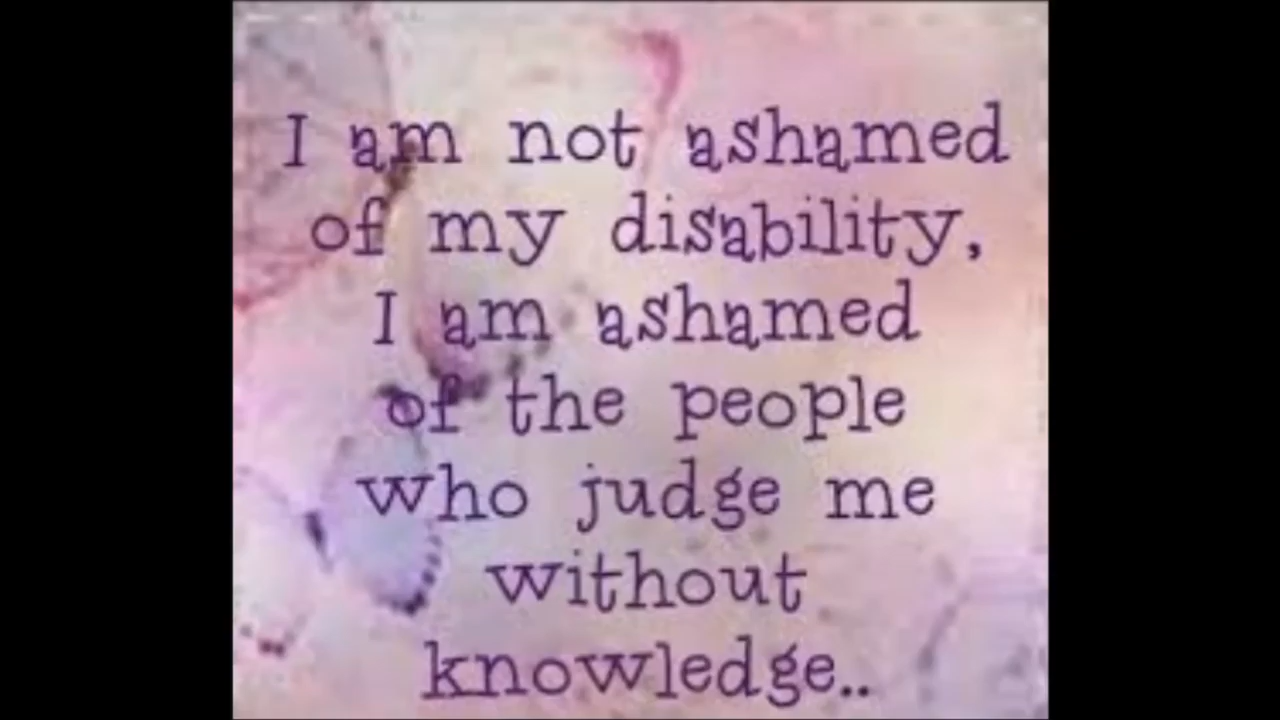 I am not ashamed
of my disability,
I am ashamed
of the people
who judge me
without
knowledge..